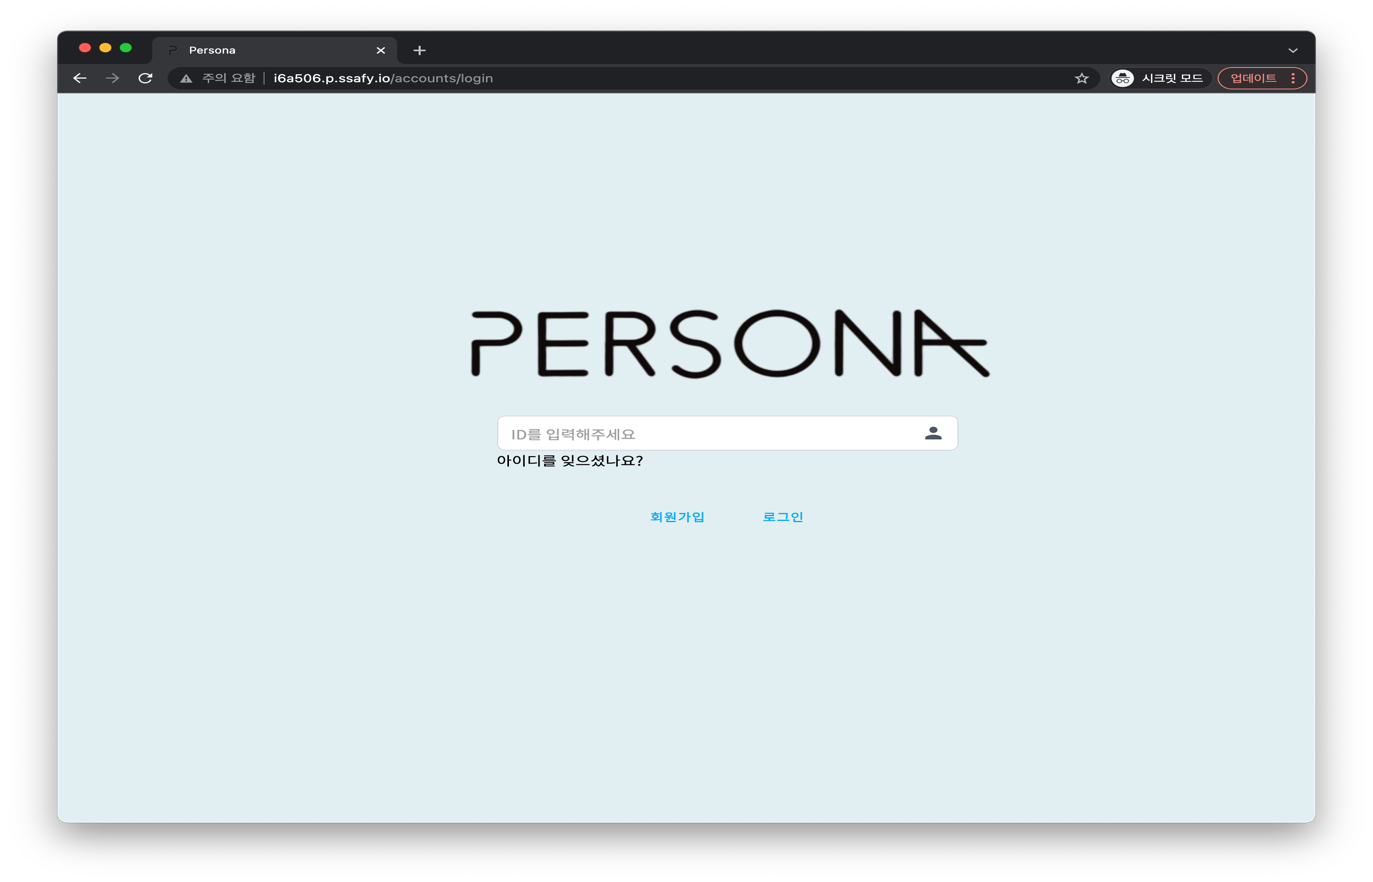 Persona
주의 요함 | i6a506.p.ssafy.io/accounts/login
시크릿 모드
업데이트
PERSONA
ID를 입력해주세요
아이디를 잊으셨나요?
회원가입 로그인